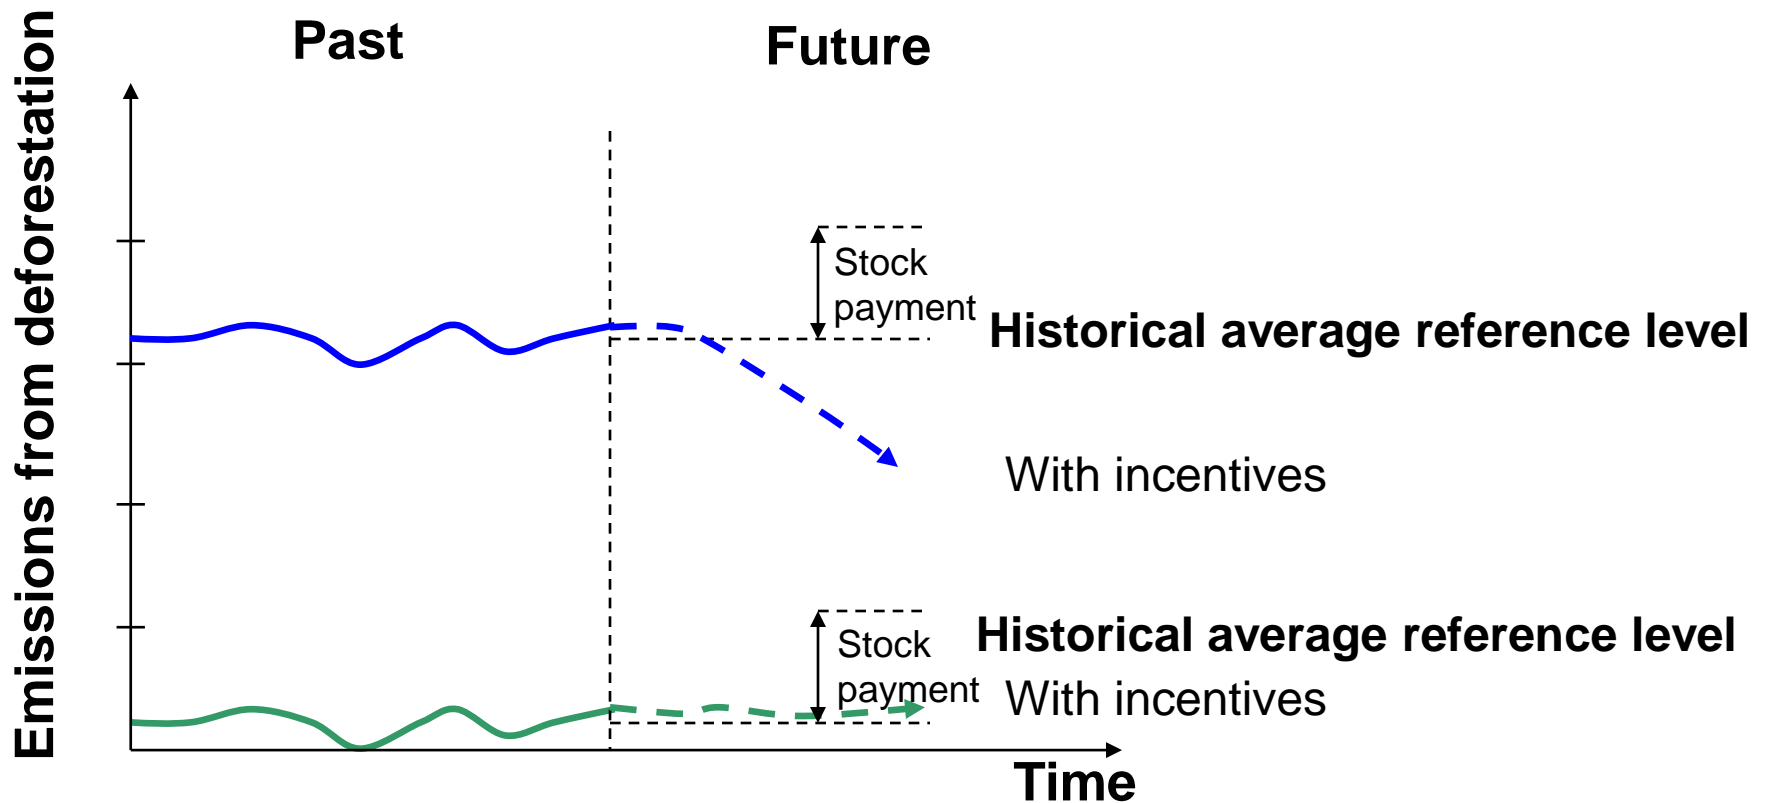 Past
Future
Emissions from deforestation
Stock
payment
Historical average reference level
With incentives
Stock
payment
Historical average reference level
With incentives
Time